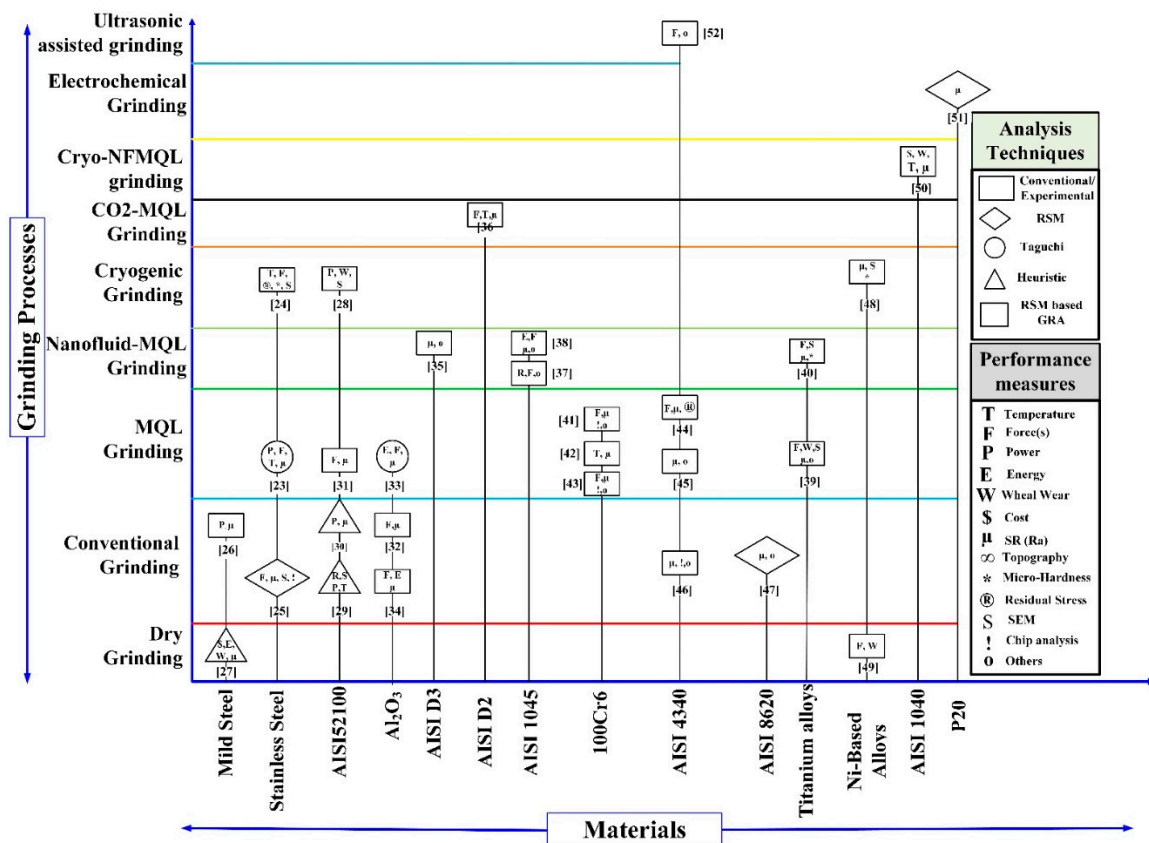 Ultrasonic
assisted grinding
F, o
[52]
Electrochemical
Grinding
µ
[51]
Cryo-NFMQL
grinding
S, W,
T, µ
[50]
CO2-MQL
Grinding
F,T,µ
[36
Cryogenic
Grinding
T, F,
®, *, S
[24]
P, W,
S
[28]
µ, S
*
[48]
Nanofluid-MQL
Grinding
µ, o
[35]
E,F
µ,o
[38]
R,F,o
[37]
F,S
µ,*
[40]
MQL
Grinding
P, F,
T, µ
[23]
F, µ
[31]
E, F,
µ
[33]
[41]
F,µ
!,o
[42]
T, µ
[43]
F,µ
!,o
F,µ, ®
[44]
µ, o
[45]
F,W,S
µ,o
[39]
Conventional
Grinding
P µ
[26]
F, µ, S, !
[25]
P, µ
[30]
R,S
P,T
[29]
F,µ
[32]
F, E
µ
[34]
µ, !,o
[46]
µ, o
[47]
Dry
Grinding
$,E,
W, µ
[27]
F, W
[49]
Grinding Processes
Mild Steel
Stainless Steel
AISI52100
Al₂O₃
AISI D3
AISI D2
AISI 1045
100Cr6
AISI 4340
AISI 8620
Titanium alloys
Ni-Based
Alloys
AISI 1040
P20
Materials
Analysis
Techniques
Conventional/
Experimental
RSM
Taguchi
Heuristic
RSM based
GRA
Performance
measures
T Temperature
F Force(s)
P Power
E Energy
W Wheal Wear
$ Cost
µ SR (Ra)
∞ Topography
* Micro-Hardness
® Residual Stress
S SEM
! Chip analysis
o Others